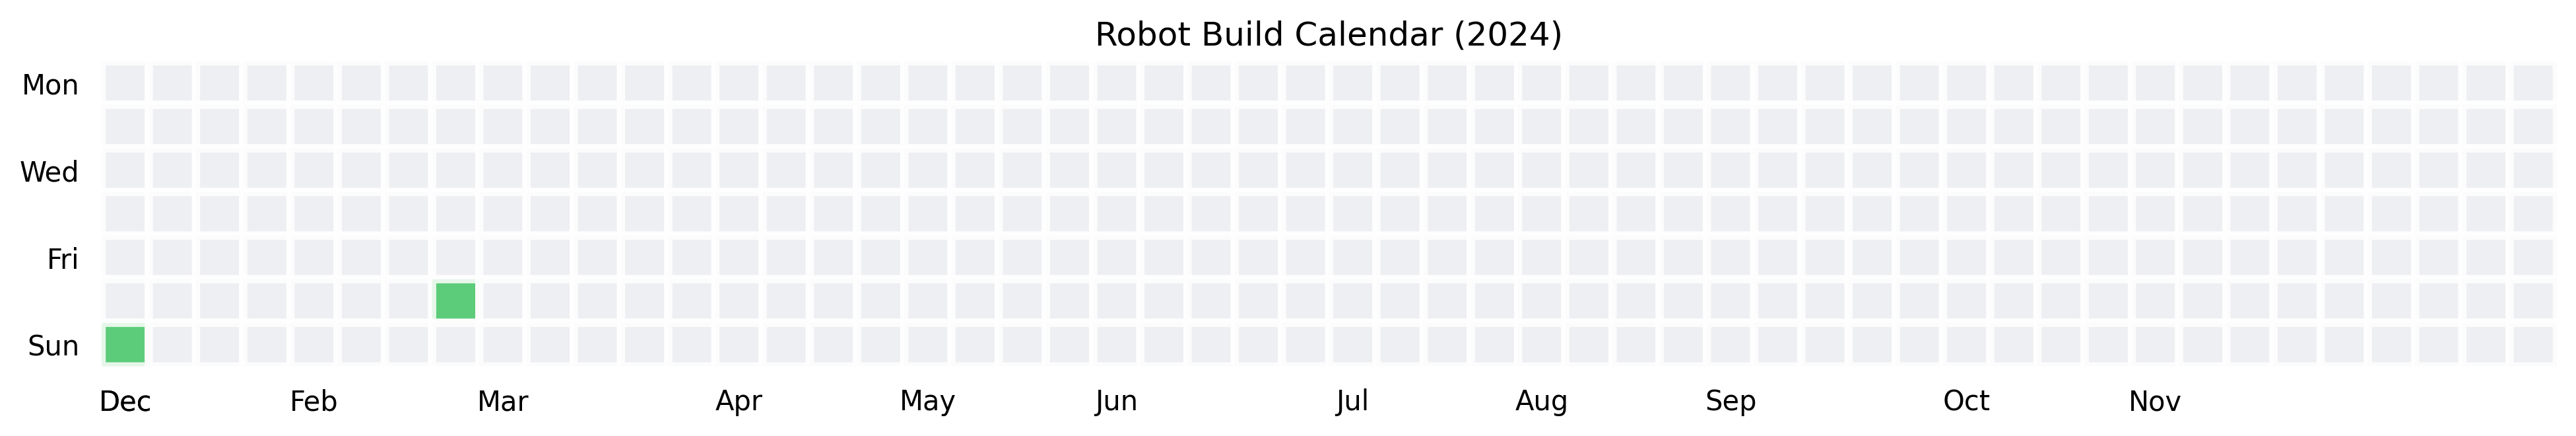 Robot Build Calendar (2024)
Mon
Wed
Fri
Sun
Dec Feb Mar Apr May Jun Jul Aug Sep Oct Nov